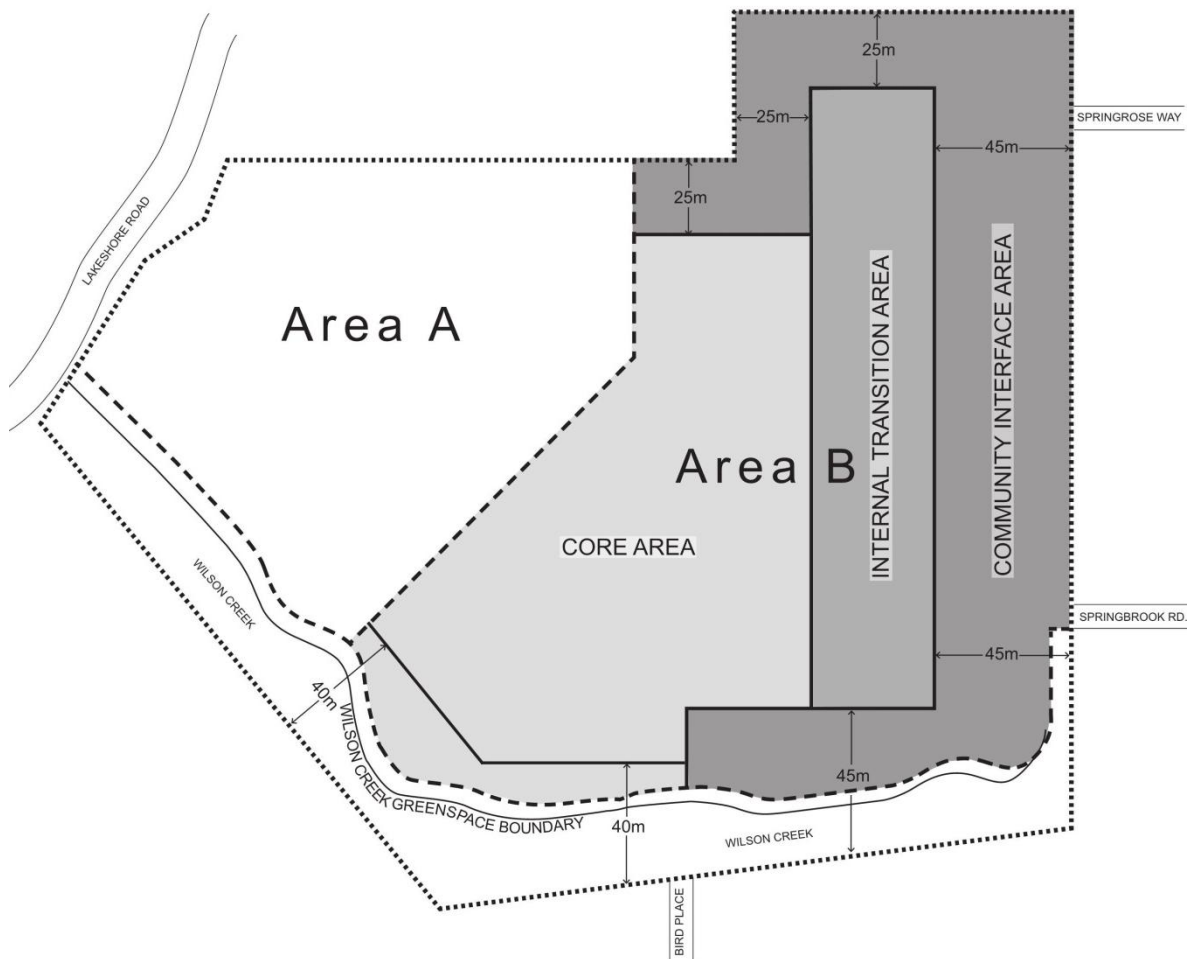 25m
SPRINGROSE WAY
25m
45m
25m
LAKESHORE ROAD
Area A
INTERNAL TRANSITION AREA
COMMUNITY INTERFACE AREA
Area B
CORE AREA
WILSON CREEK
SPRINGBROOK RD.
45m
40m
WILSON CREEK GREENSPACE BOUNDARY
45m
40m
WILSON CREEK
BIRD PLACE